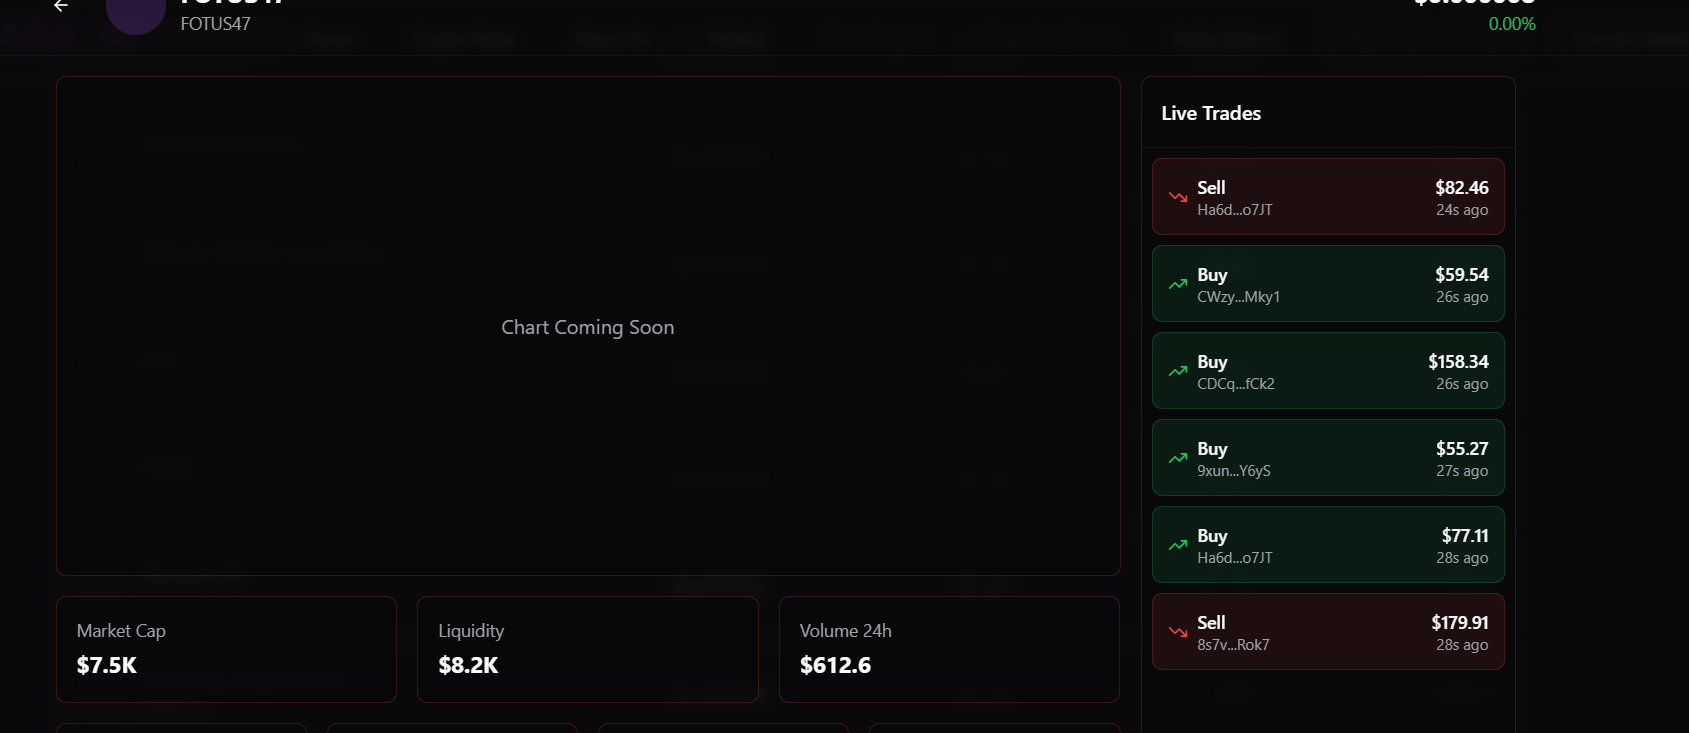 FOTUS47
FOTUS47
0.00%
Chart Coming Soon
Live Trades
Sell
$82.46
Ha6d...o7JT
24s ago
Buy
$59.54
CWzy...Mky1
26s ago
Buy
$158.34
CDCq...fCk2
26s ago
Buy
$55.27
9xun...Y6yS
27s ago
Buy
$77.11
Ha6d...o7JT
28s ago
Sell
$179.91
8s7v...Rok7
28s ago
Market Cap
$7.5K
Liquidity
$8.2K
Volume 24h
$612.6